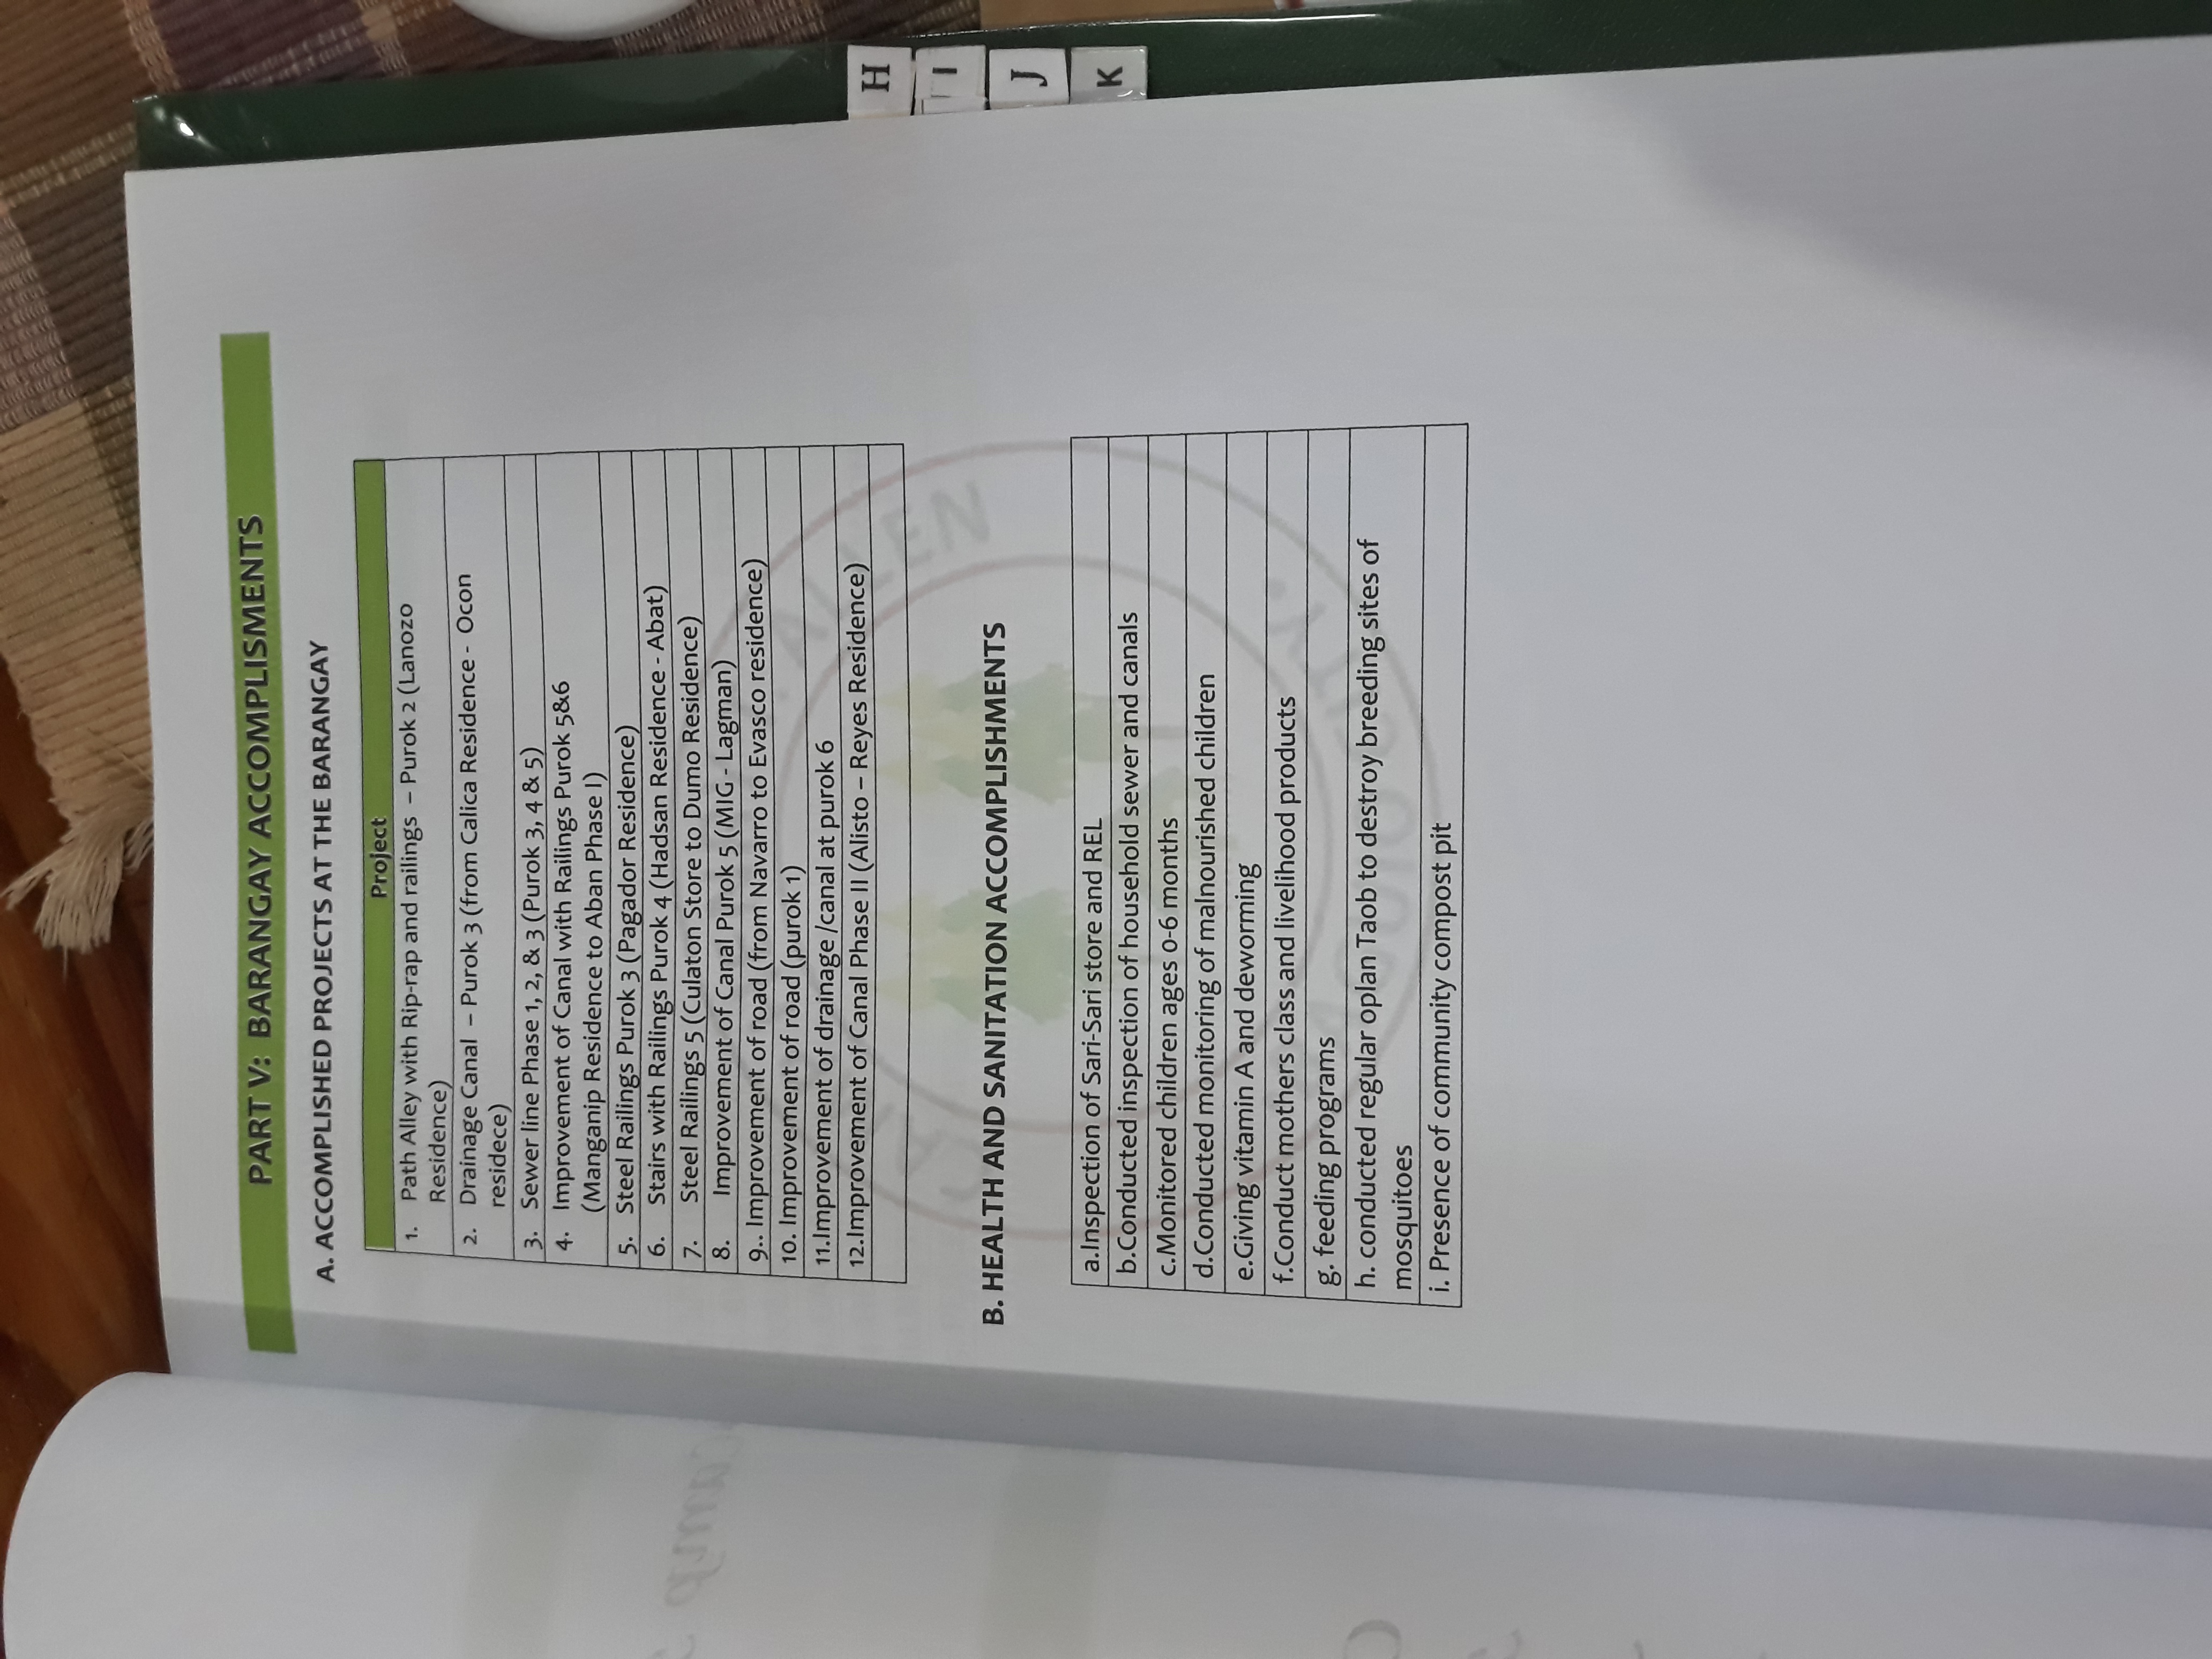 PART V: BARANGAY ACCOMPLISMENTS
A. ACCOMPLISHED PROJECTS AT THE BARANGAY
Project
1. Path Alley with Rip-rap and railings – Purok 2 (Lanozo
Residence)
2. Drainage Canal – Purok 3 (from Calica Residence - Ocon
residece)
3. Sewer line Phase 1, 2, & 3 (Purok 3, 4 & 5)
4. Improvement of Canal with Railings Purok 5&6
(Manganip Residence to Aban Phase I)
5. Steel Railings Purok 3 (Pagador Residence)
6. Stairs with Railings Purok 4 (Hadsan Residence - Abat)
7. Steel Railings 5 (Culaton Store to Dumo Residence)
8. Improvement of Canal Purok 5 (MIG - Lagman)
9.. Improvement of road (from Navarro to Evasco residence)
10. Improvement of road (purok 1)
11.Improvement of drainage /canal at purok 6
12.Improvement of Canal Phase II (Alisto – Reyes Residence)
B. HEALTH AND SANITATION ACCOMPLISHMENTS
a.Inspection of Sari-Sari store and REL
b.Conducted inspection of household sewer and canals
c.Monitored children ages 0-6 months
d.Conducted monitoring of malnourished children
e.Giving vitamin A and deworming
f.Conduct mothers class and livelihood products
g. feeding programs
h. conducted regular oplan Taob to destroy breeding sites of
mosquitoes
i. Presence of community compost pit
ALLEN
BAGUIO CITY
H
I
J
K